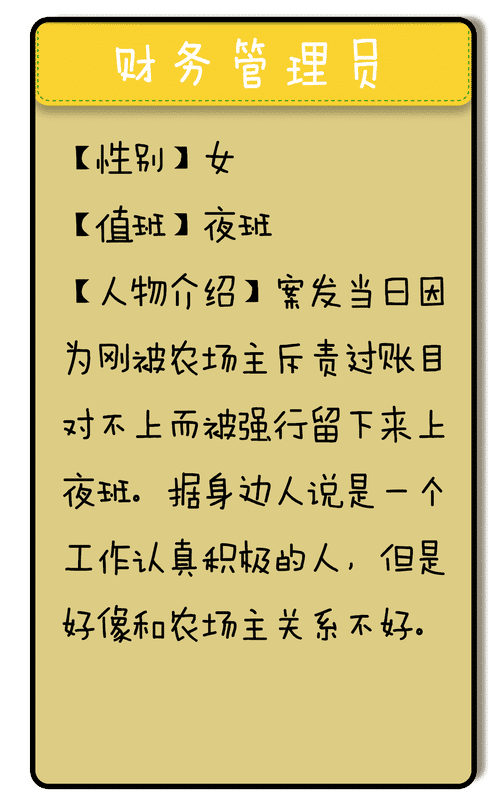 财务管理员
【性别】女
【值班】夜班
【人物介绍】案发当日因
为刚被农场主斥责过账目
对不上而被强行留下来上
夜班。据身边人说是一个
工作认真积极的人，但是
好像和农场主关系不好。